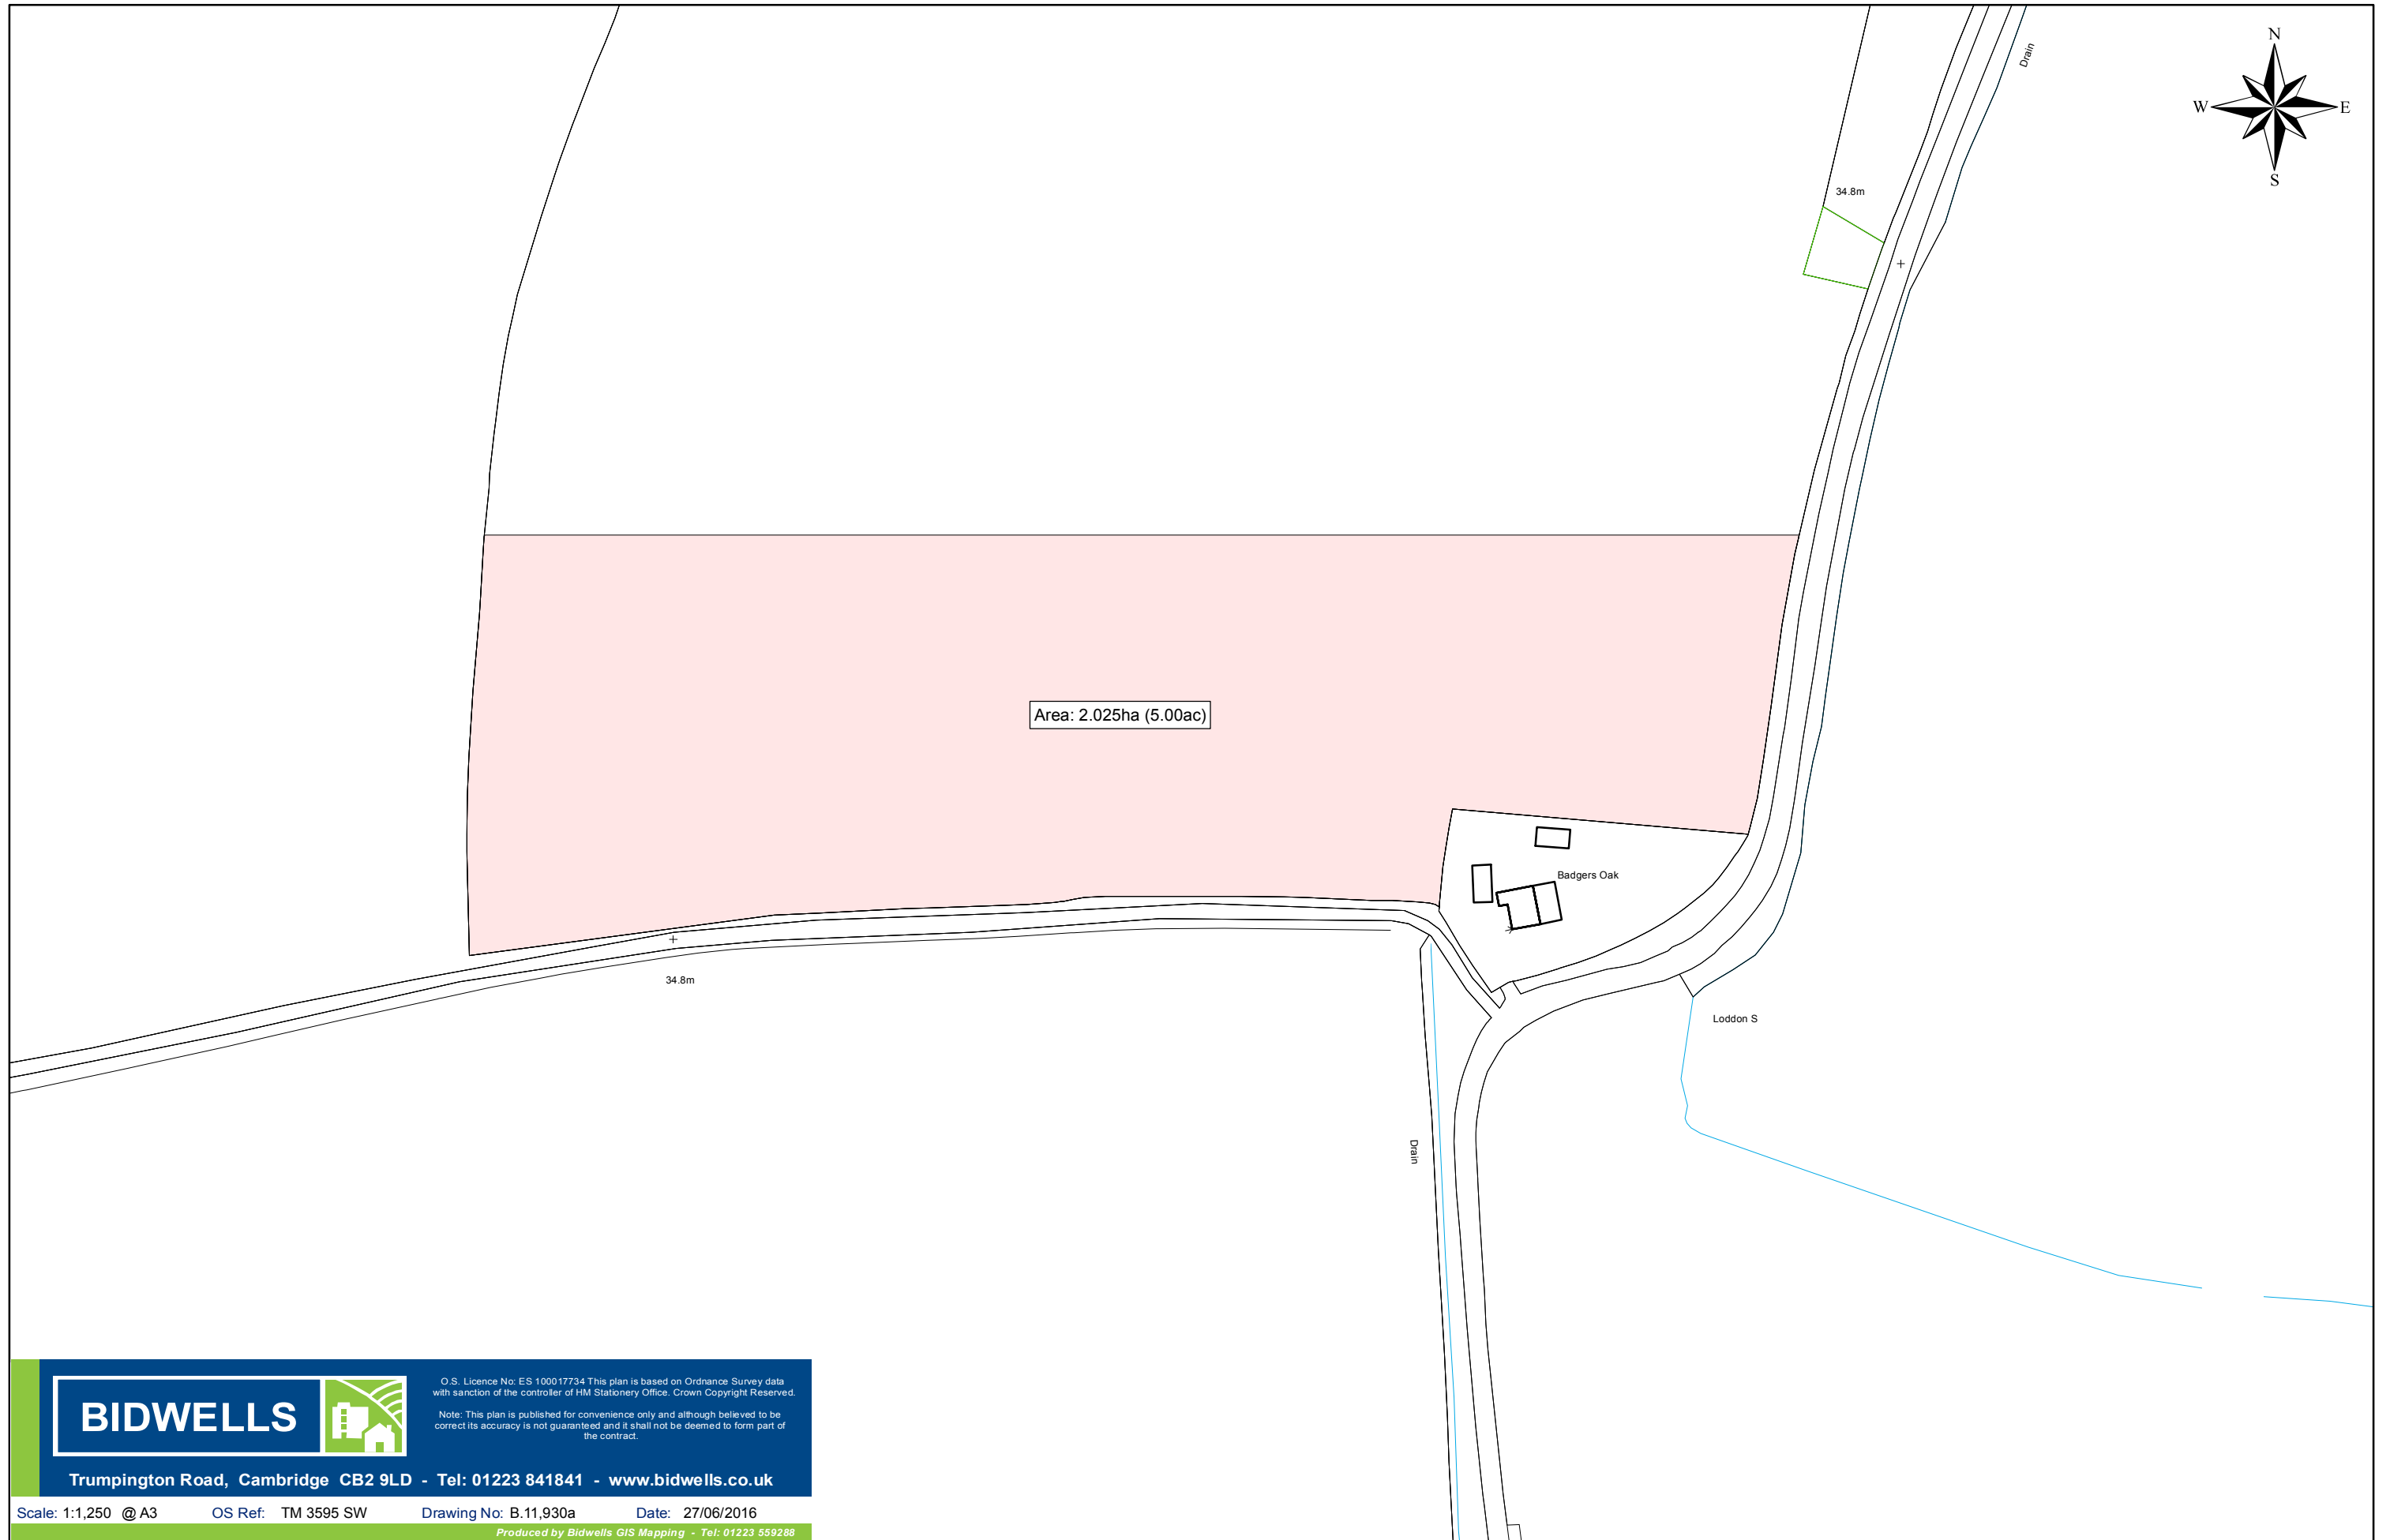 N
Drain
W E
S
34.8m
Area: 2.025ha (5.00ac)
Badgers Oak
34.8m
Loddon S
Drain
BIDWELLS
O.S. Licence No: ES 100017734 This plan is based on Ordnance Survey data
with sanction of the controller of HM Stationery Office. Crown Copyright Reserved.
Note: This plan is published for convenience only and although believed to be
correct its accuracy is not guaranteed and it shall not be deemed to form part of
the contract.
Trumpington Road, Cambridge CB2 9LD - Tel: 01223 841841 - www.bidwells.co.uk
Scale: 1:1,250 @ A3 OS Ref: TM 3595 SW Drawing No: B.11,930a Date: 27/06/2016
Produced by Bidwells GIS Mapping - Tel: 01223 559288